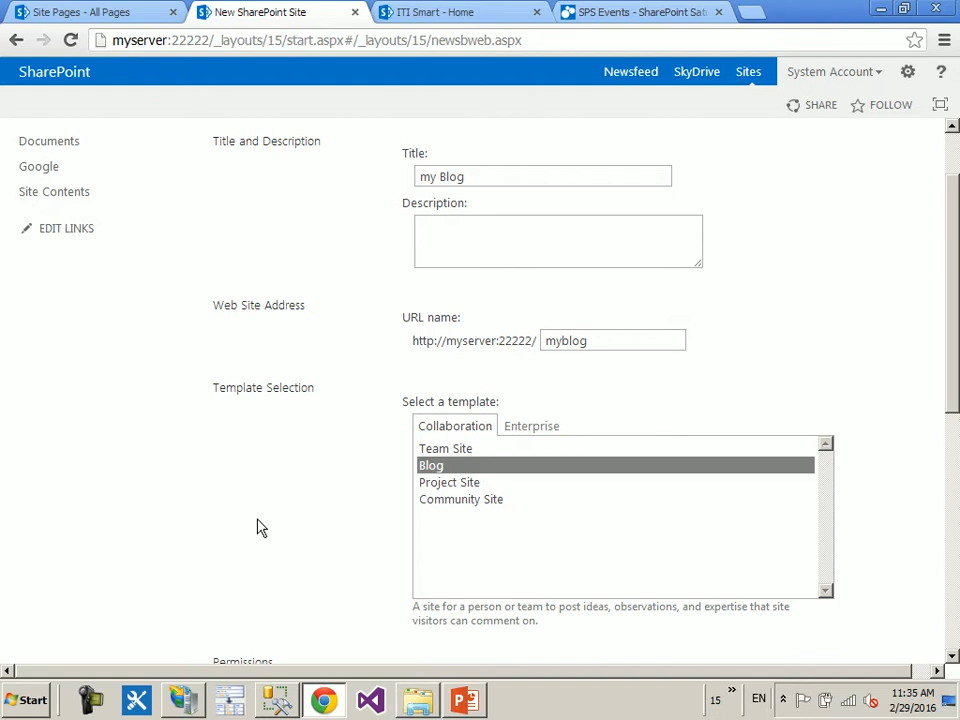 Site Pages - All Pages
New SharePoint Site
ITI Smart - Home
SPS Events - SharePoint Sat
myserver:22222/_layouts/15/start.aspx#/_layouts/15/newsbweb.aspx
SharePoint
Newsfeed
SkyDrive
Sites
System Account
?
SHARE
FOLLOW
Documents
Google
Site Contents
EDIT LINKS
Title and Description
Title:
my Blog
Description:
Web Site Address
URL name:
http://myserver:22222/
myblog
Template Selection
Select a template:
Collaboration
Enterprise
Team Site
Blog
Project Site
Community Site
A site for a person or team to post ideas, observations, and expertise that site
visitors can comment on.
Permissions
Start
15
EN
11:35 AM
2/29/2016